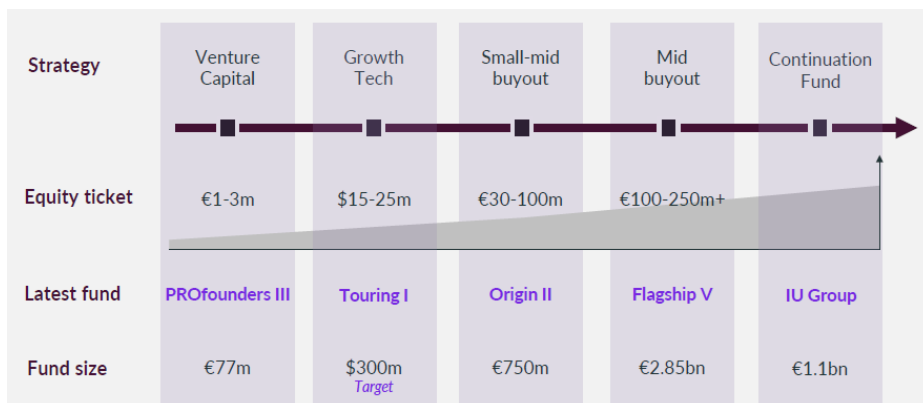 Strategy
Venture
Capital
Growth
Tech
Small-mid
buyout
Mid
buyout
Continuation
Fund
Equity ticket
€1-3m
$15-25m
€30-100m
€100-250m+
Latest fund
PROfounders III
Touring I
Origin II
Flagship V
IU Group
Fund size
€77m
$300m
Target
€750m
€2.85bn
€1.1bn